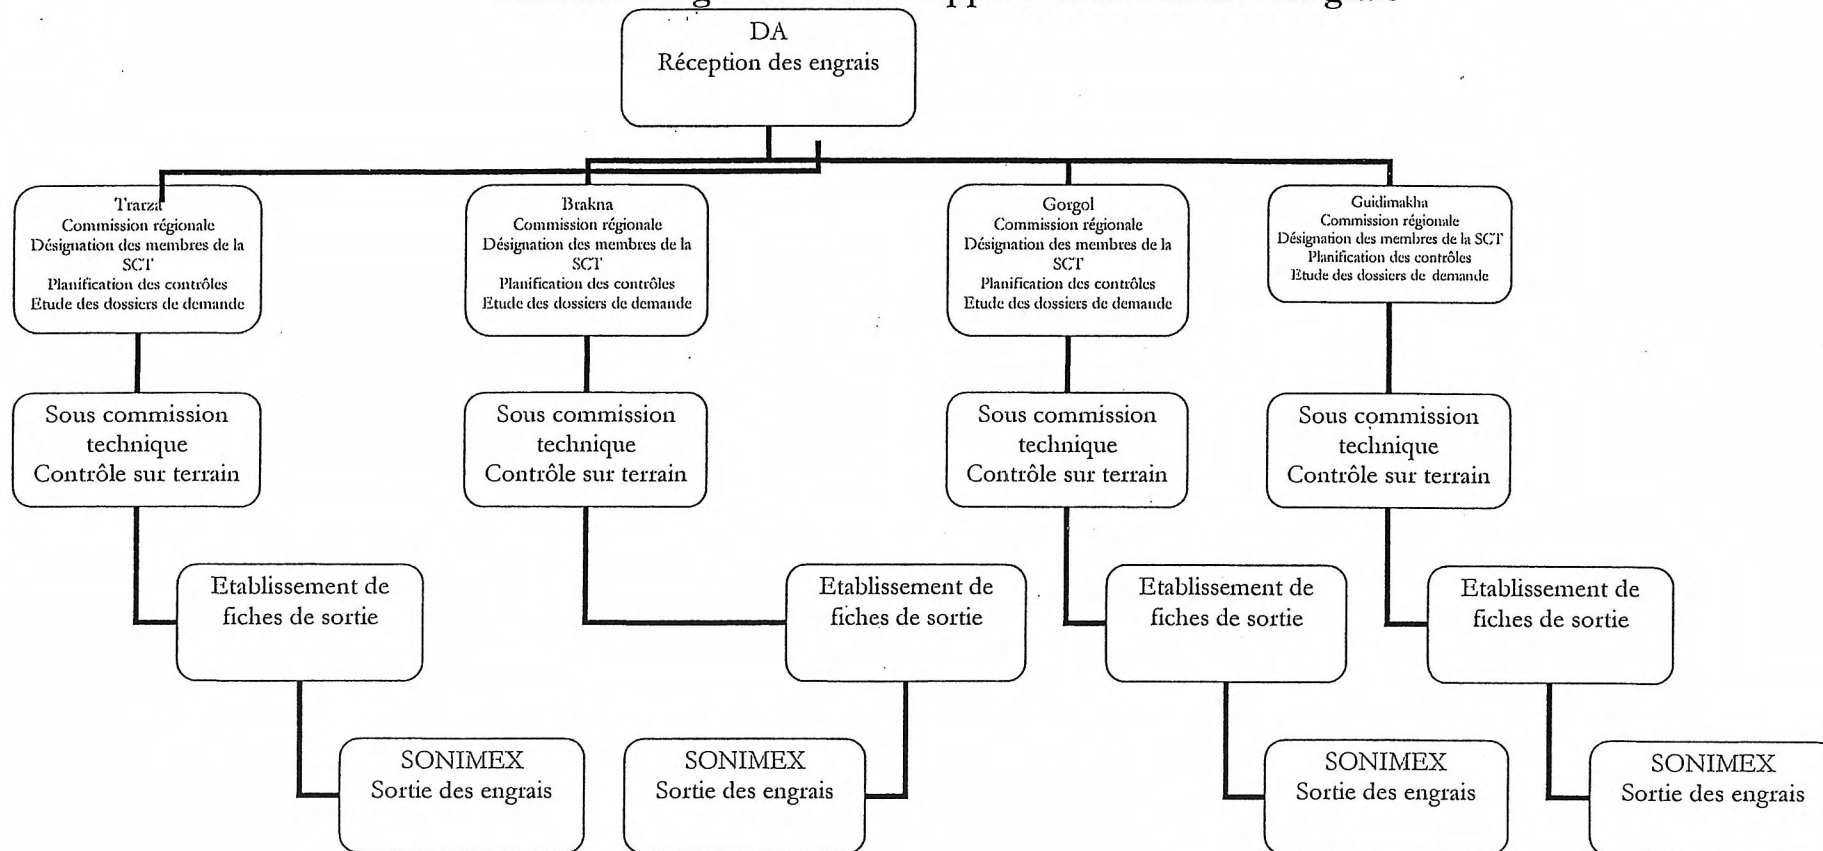 DA
Réception des engrais
Trarza
Commission régionale
Désignation des membres de la
SCT
Planification des contrôles
Etude des dossiers de demande
Brakna
Commission régionale
Désignation des membres de la
SCT
Planification des contrôles
Etude des dossiers de demande
Gorgol
Commission régionale
Désignation des membres de la
SCT
Planification des contrôles
Etude des dossiers de demande
Guidimakha
Commission régionale
Désignation des membres de la SCT
Planification des contrôles
Etude des dossiers de demande
Sous commission
technique
Contrôle sur terrain
Sous commission
technique
Contrôle sur terrain
Sous commission
technique
Contrôle sur terrain
Sous commission
technique
Contrôle sur terrain
Etablissement de
fiches de sortie
Etablissement de
fiches de sortie
Etablissement de
fiches de sortie
Etablissement de
fiches de sortie
SONIMEX
Sortie des engrais
SONIMEX
Sortie des engrais
SONIMEX
Sortie des engrais
SONIMEX
Sortie des engrais